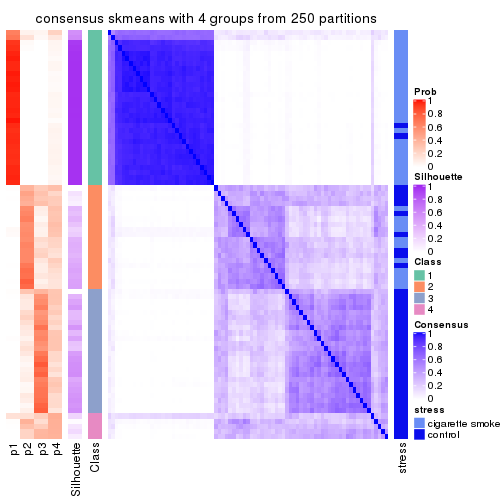 consensus skmeans with 4 groups from 250 partitions
Prob
1
0.8
0.6
0.4
0.2
0
Silhouette
1
0.8
0.6
0.4
0.2
0
Class
1
2
3
4
Consensus
1
0.8
0.6
0.4
0.2
0
stress
cigarette smoke
control
p1
p2
p3
p4
Silhouette
Class
stress